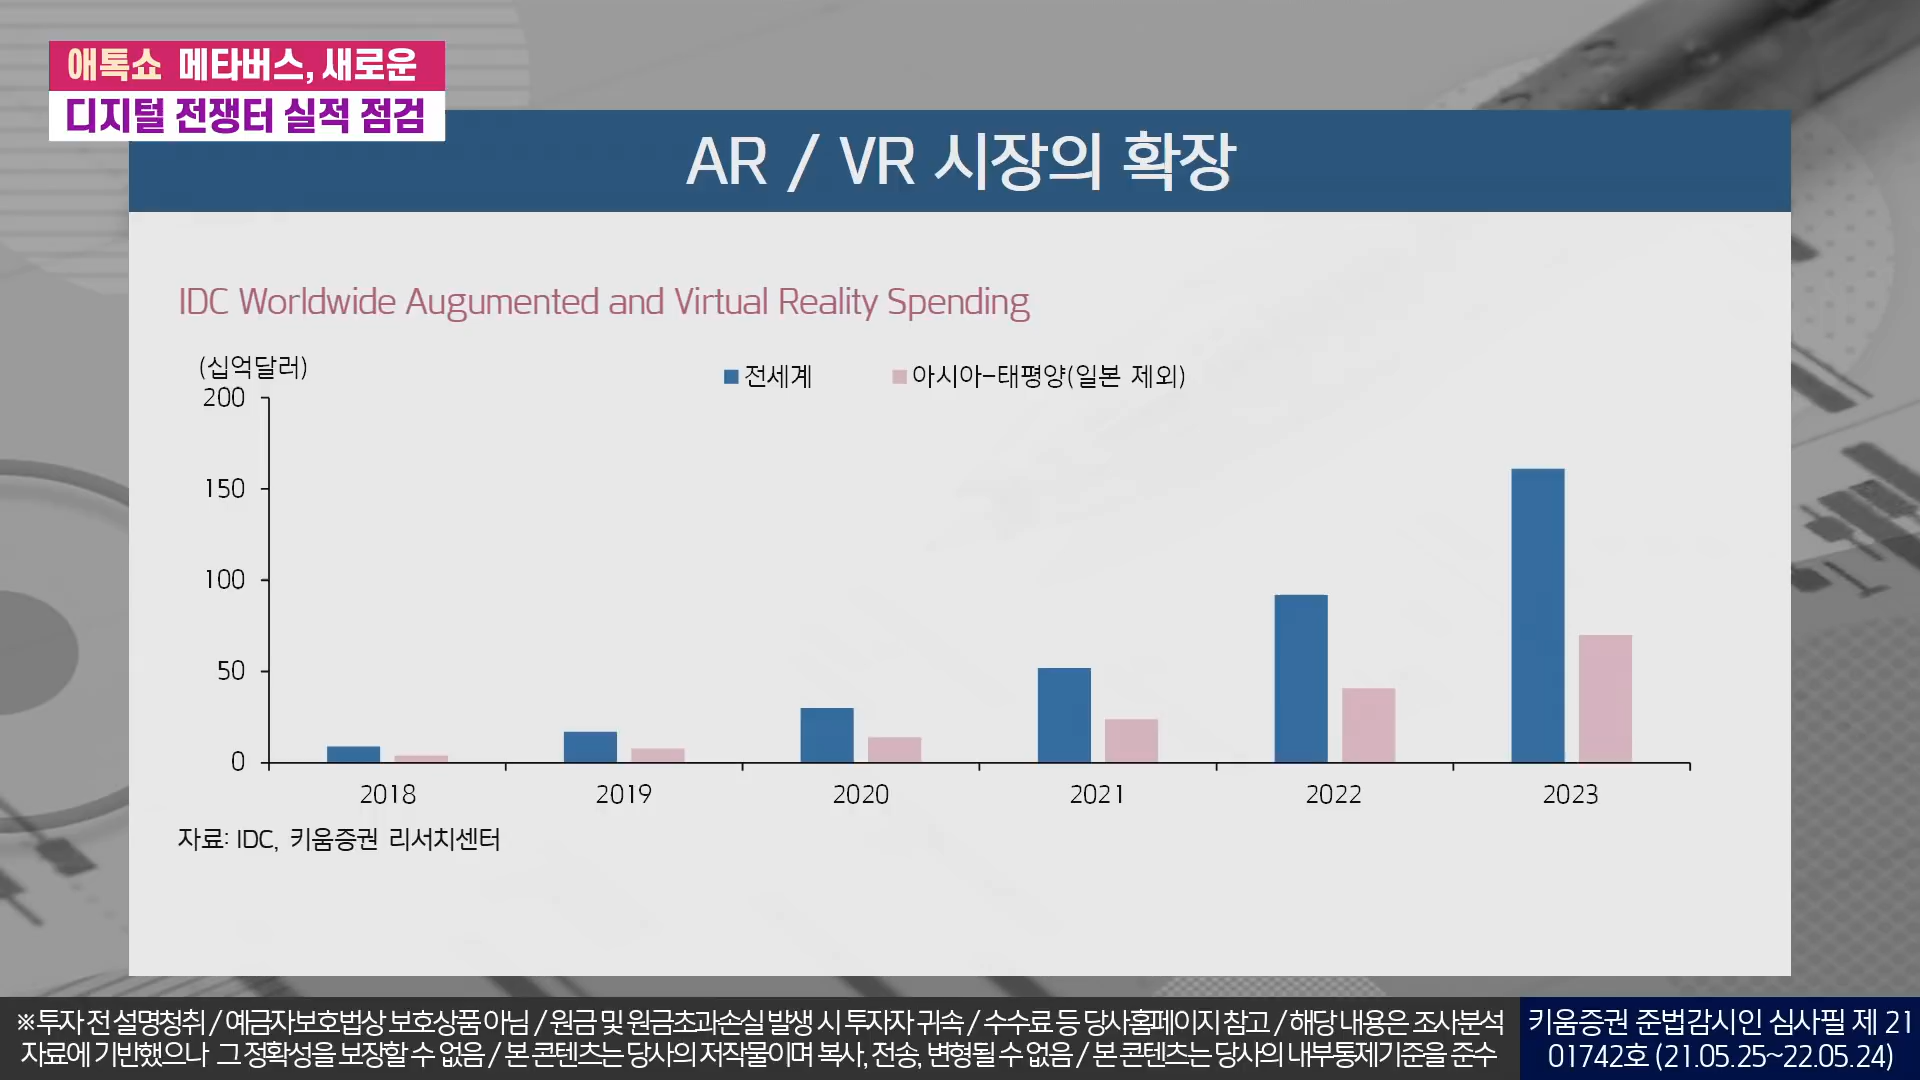 애톡쇼 메타버스, 새로운
디지털 전쟁터 실적 점검
AR / VR 시장의 확장
IDC Worldwide Augumented and Virtual Reality Spending
(십억달러)
전세계 아시아-태평양(일본 제외)
200
150
100
50
0
2018 2019 2020 2021 2022 2023
자료: IDC, 키움증권 리서치센터
※투자 전 설명청취 / 예금자보호법상 보호상품 아님 / 원금 및 원금초과손실 발생 시 투자자 귀속 / 수수료 등 당사홈페이지 참고 / 해당 내용은 조사분석
자료에 기반했으나 그 정확성을 보장할 수 없음 / 본 콘텐츠는 당사의 저작물이며 복사, 전송, 변형될 수 없음 / 본 콘텐츠는 당사의 내부통제기준을 준수
키움증권 준법감시인 심사필 제 21
01742호 (21.05.25~22.05.24)